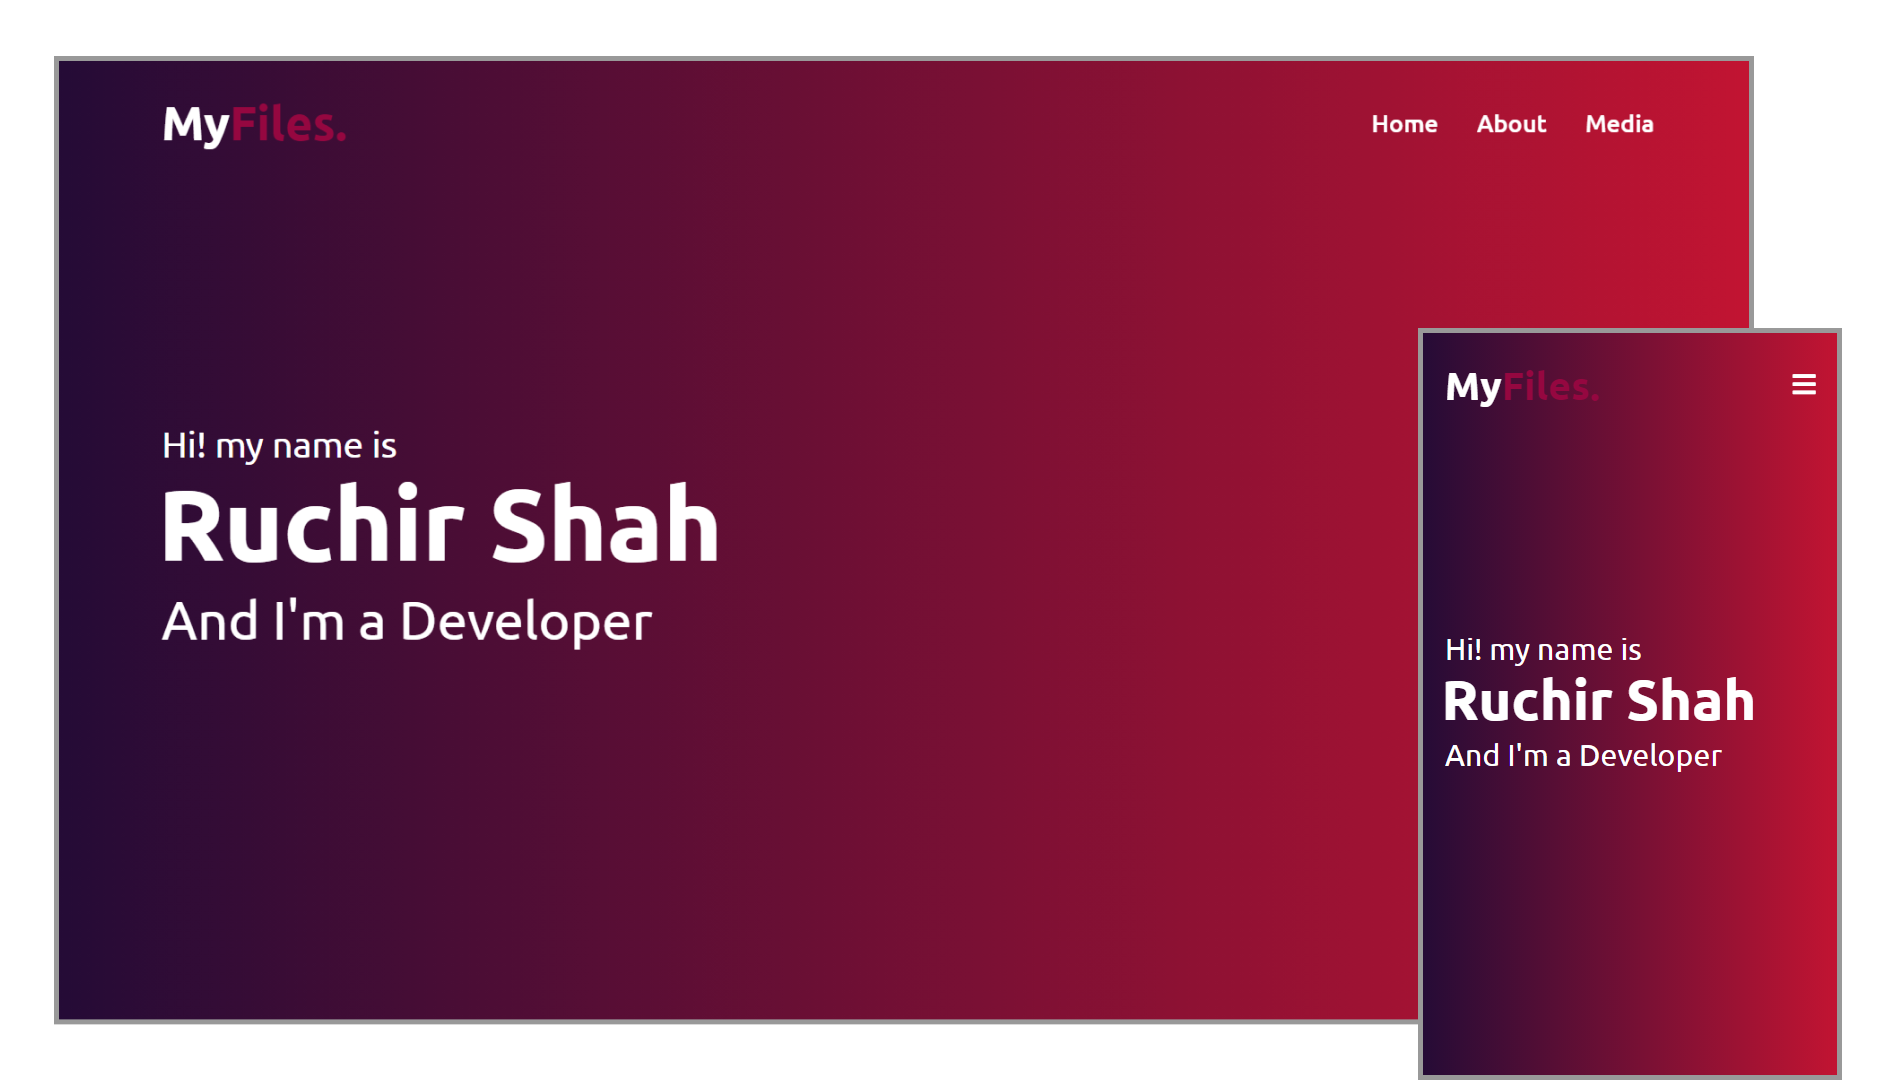 MyFiles.
Home About Media
Hi! my name is
Ruchir Shah
And I'm a Developer
MyFiles.
Hi! my name is
Ruchir Shah
And I'm a Developer